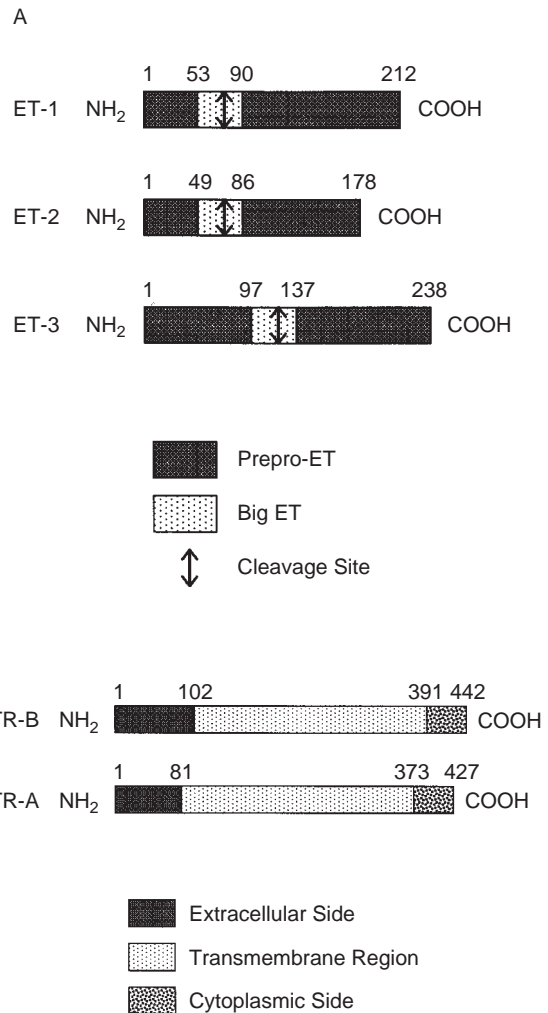 A
1 53 90 212
ET-1 NH₂ COOH
1 49 86 178
ET-2 NH₂ COOH
1 97 137 238
ET-3 NH₂ COOH
Prepro-ET
Big ET
Cleavage Site
1 102 391 442
TR-B NH₂ COOH
1 81 373 427
TR-A NH₂ COOH
Extracellular Side
Transmembrane Region
Cytoplasmic Side